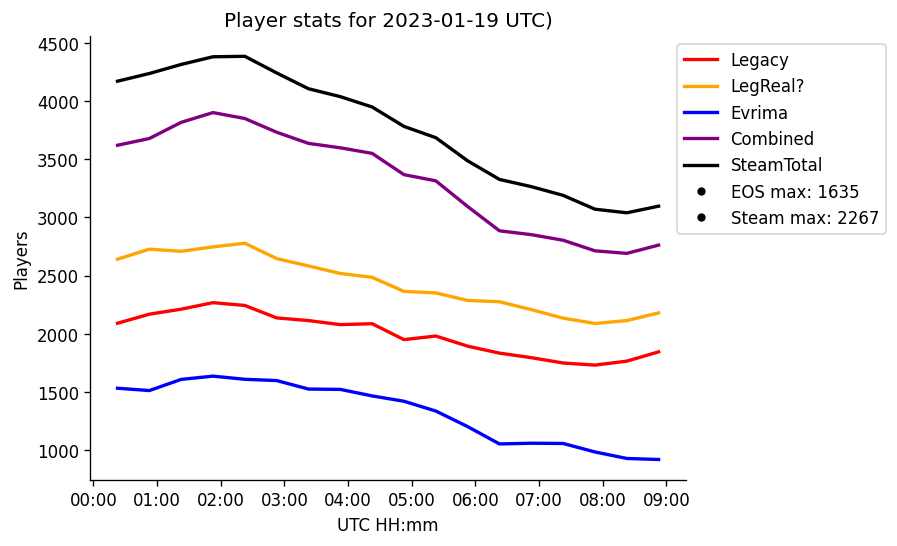 Player stats for 2023-01-19 UTC)
4500
4000
3500
3000
2500
2000
1500
1000
Players
00:00 01:00 02:00 03:00 04:00 05:00 06:00 07:00 08:00 09:00
UTC HH:mm
Legacy
LegReal?
Evrima
Combined
SteamTotal
EOS max: 1635
Steam max: 2267